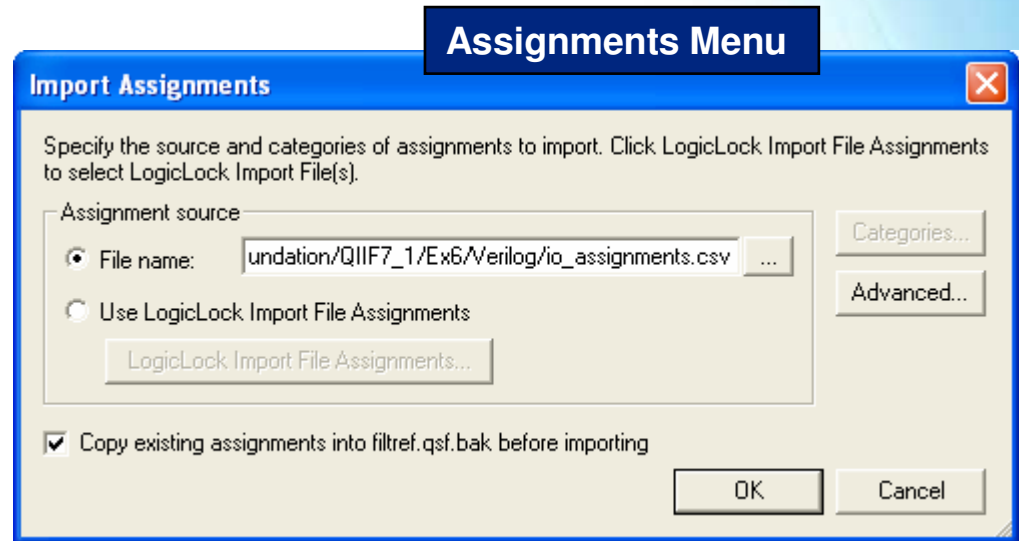 Assignments Menu
Import Assignments
Specify the source and categories of assignments to import. Click LogicLock Import File Assignments
to select LogicLock Import File(s).
Assignment source
File name: undation/QIIF7_1/Ex6/Verilog/io_assignments.csv ...
Categories...
Advanced...
Use LogicLock Import File Assignments
LogicLock Import File Assignments...
Copy existing assignments into filtref.qsf.bak before importing
OK Cancel